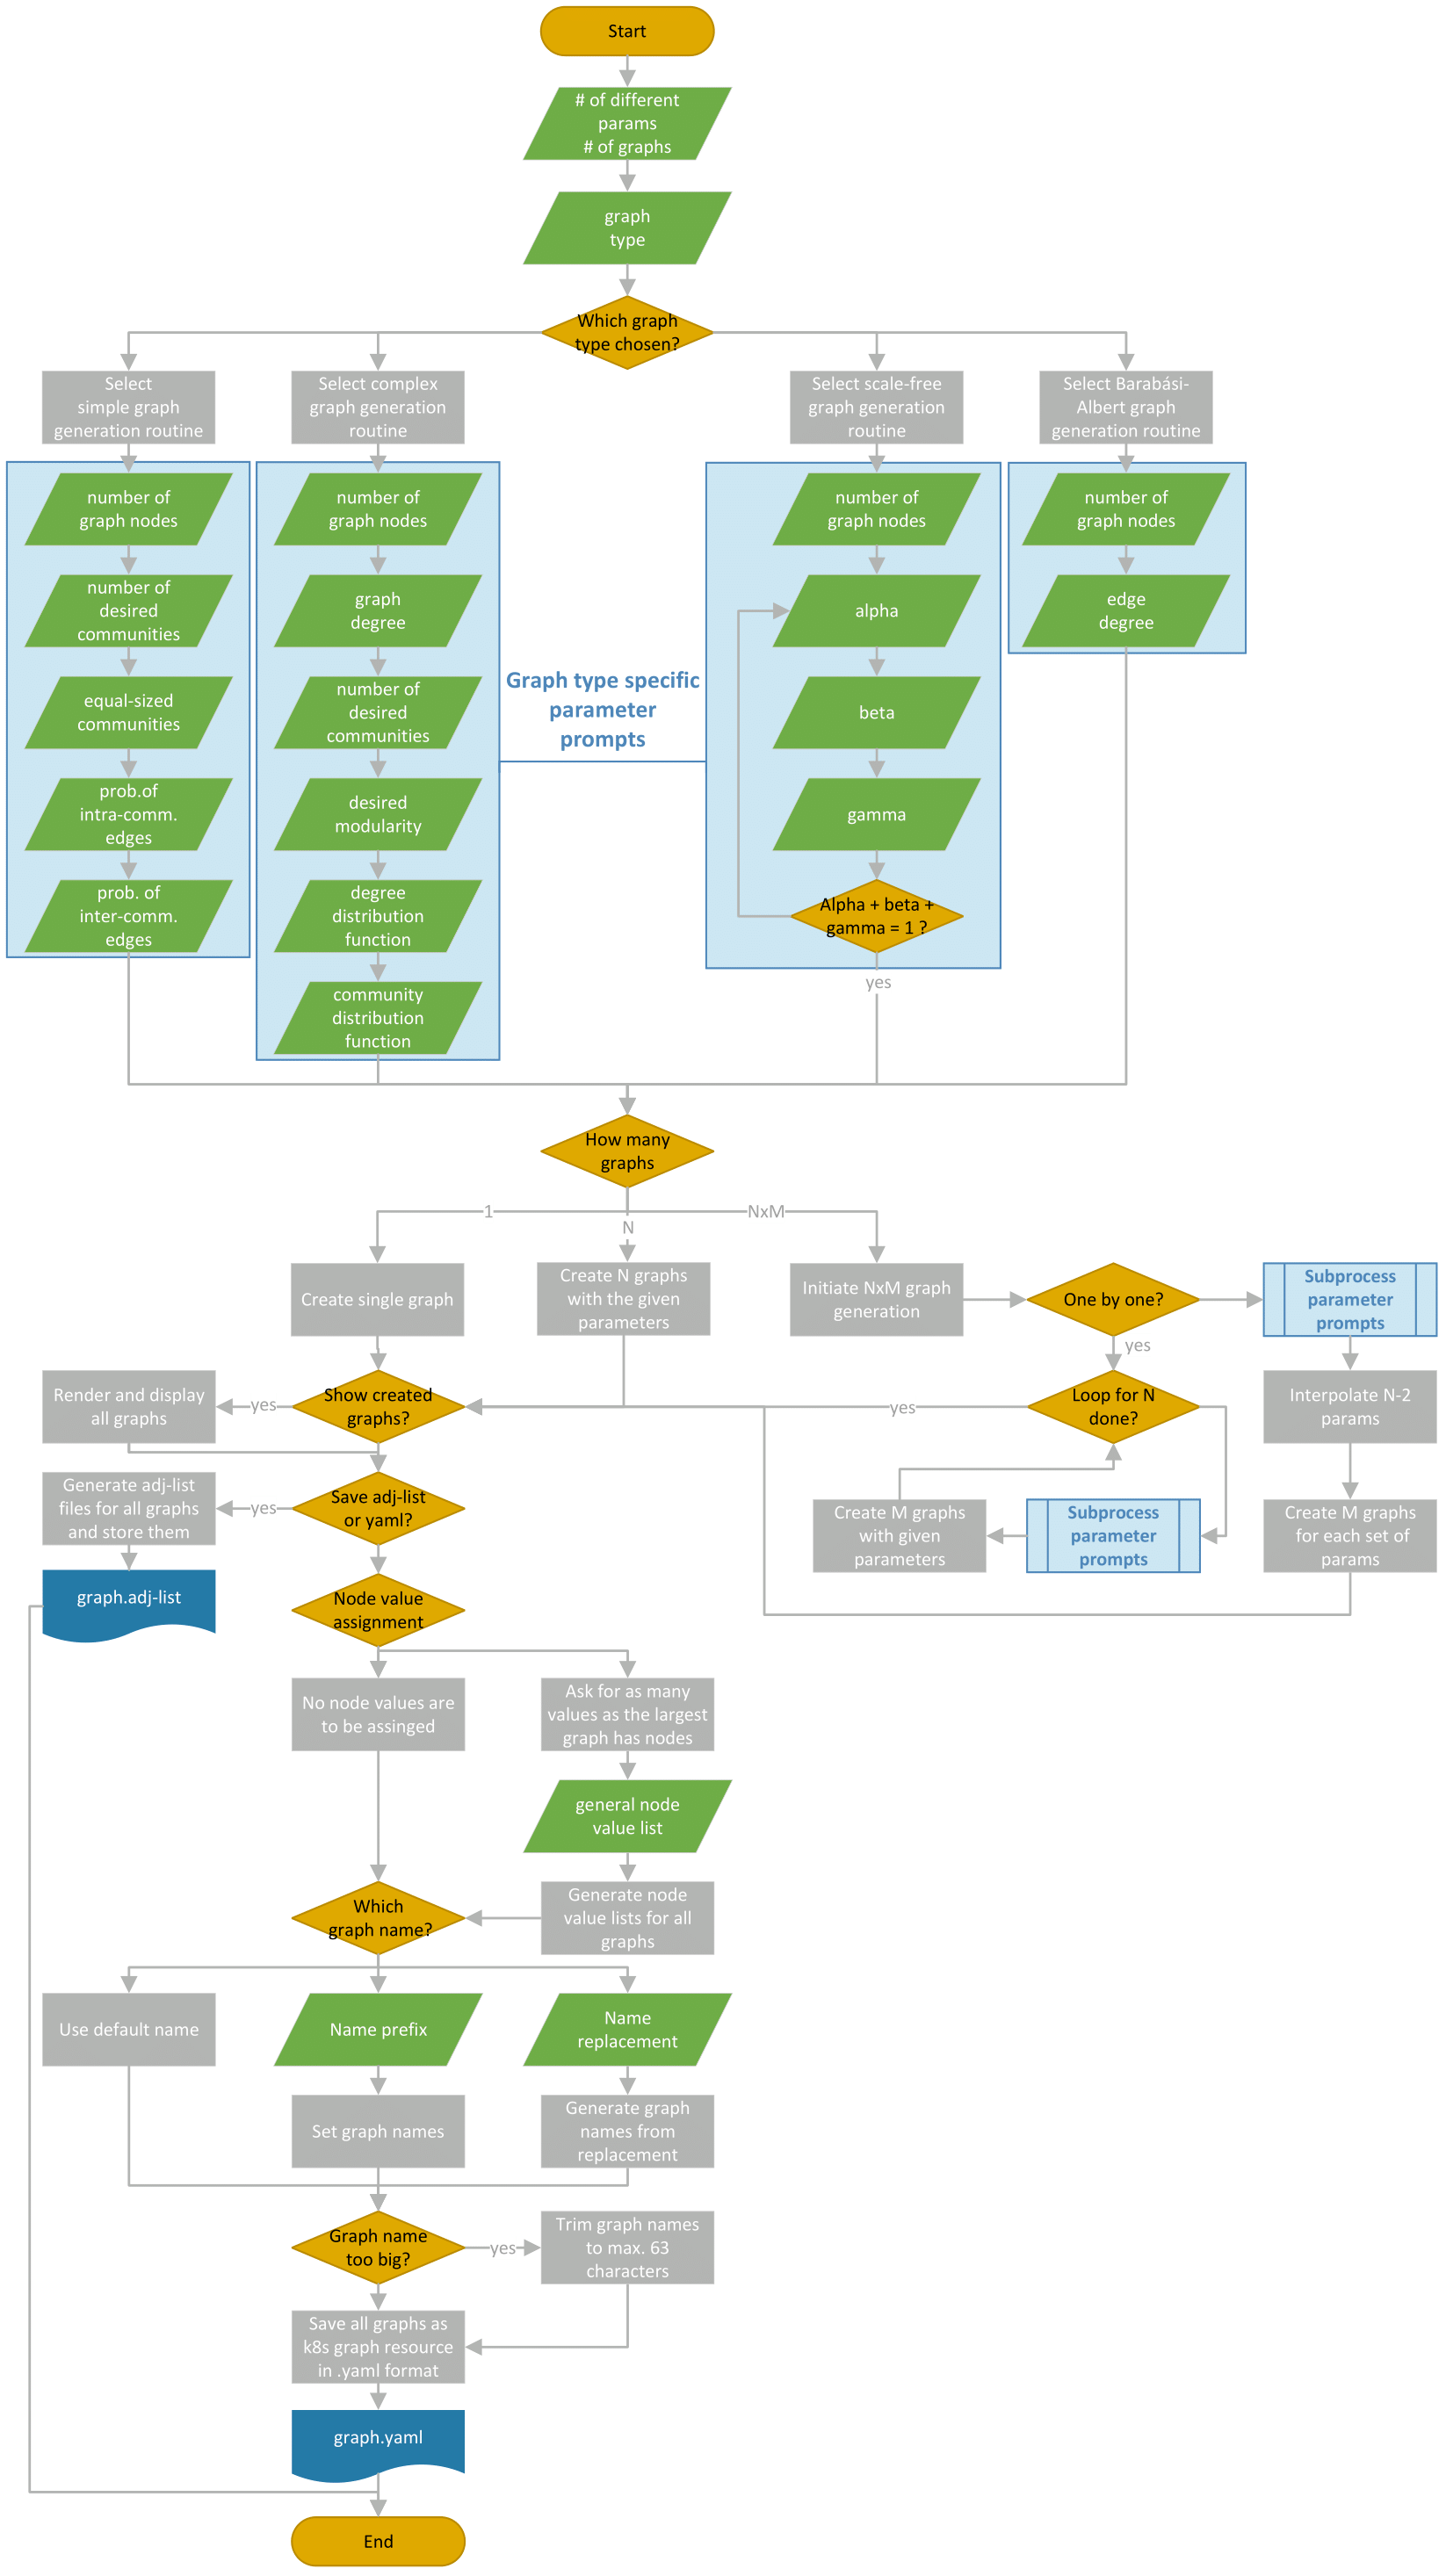 Start
# of different
params
# of graphs
graph
type
Which graph
type chosen?
Select
simple graph
generation routine
Select complex
graph generation
routine
Select scale-free
graph generation
routine
Select Barabási-
Albert graph
generation routine
number of
graph nodes
number of
desired
communities
equal-sized
communities
prob.of
intra-comm.
edges
prob. of
inter-comm.
edges
number of
graph nodes
graph
degree
number of
desired
communities
desired
modularity
degree
distribution
function
community
distribution
function
Graph type specific
parameter
prompts
number of
graph nodes
alpha
beta
gamma
Alpha + beta +
gamma = 1 ?
yes
number of
graph nodes
edge
degree
How many
graphs
1
N
NxM
Create single graph
Create N graphs
with the given
parameters
Initiate NxM graph
generation
One by one?
yes
Subprocess
parameter
prompts
Interpolate N-2
params
Create M graphs
for each set of
params
Loop for N
done?
yes
Subprocess
parameter
prompts
Create M graphs
with given
parameters
Show created
graphs?
yes
Render and display
all graphs
Save adj-list
or yaml?
yes
Generate adj-list
files for all graphs
and store them
graph.adj-list
Node value
assignment
No node values are
to be assinged
Ask for as many
values as the largest
graph has nodes
general node
value list
Generate node
value lists for all
graphs
Which
graph name?
Use default name
Name prefix
Name
replacement
Set graph names
Generate graph
names from
replacement
Graph name
too big?
yes
Trim graph names
to max. 63
characters
Save all graphs as
k8s graph resource
in .yaml format
graph.yaml
End